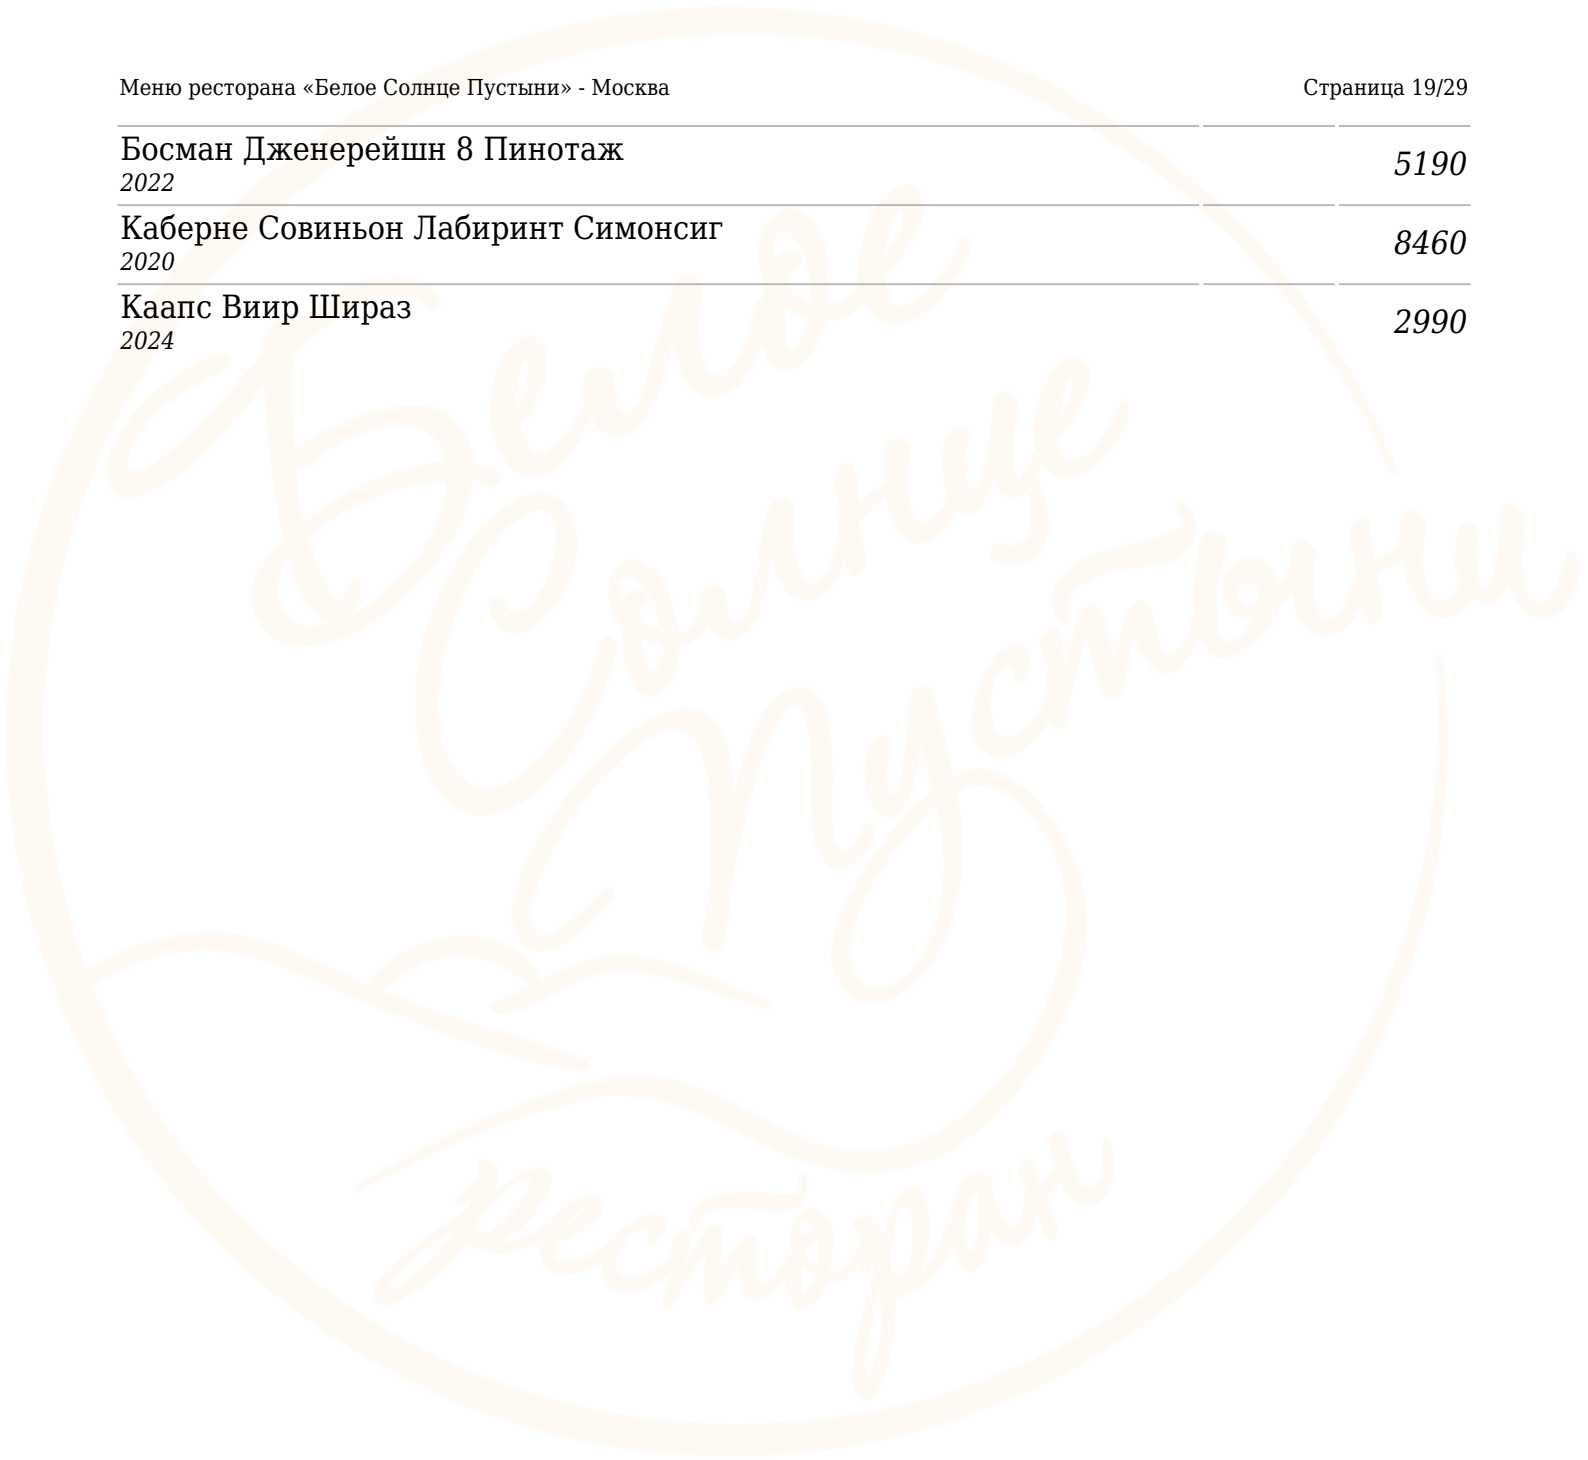 Меню ресторана «Белое Солнце Пустыни» - Москва
Страница 19/29
Босман Дженерейшн 8 Пинотаж
2022
5190
Каберне Совиньон Лабиринт Симонсиг
2020
8460
Каапс Виир Шираз
2024
2990
Белое
Солнце
Пустыни
ресторан